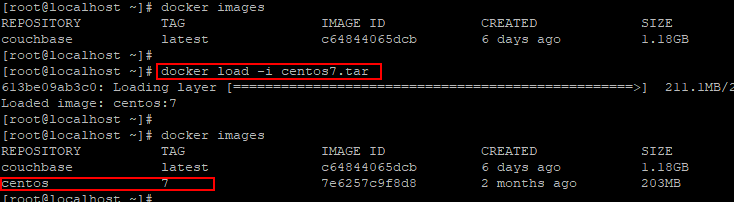 [root@localhost ~]# docker images
REPOSITORY TAG IMAGE ID CREATED SIZE
couchbase latest c64844065dcb 6 days ago 1.18GB
[root@localhost ~]#
[root@localhost ~]# docker load -i centos7.tar
613be09ab3c0: Loading layer [==================================================>] 211.1MB/2
Loaded image: centos:7
[root@localhost ~]#
[root@localhost ~]# docker images
REPOSITORY TAG IMAGE ID CREATED SIZE
couchbase latest c64844065dcb 6 days ago 1.18GB
centos 7 7e6257c9f8d8 2 months ago 203MB
[root@localhost ~]#